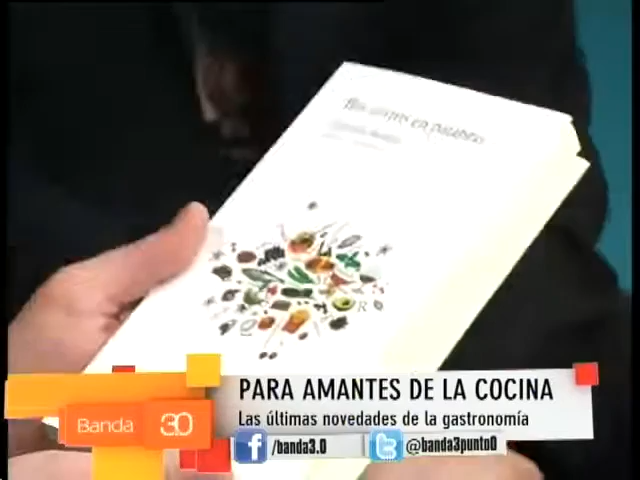 PARA AMANTES DE LA COCINA
Las últimas novedades de la gastronomía
Banda 3.0
f /banda3.0 t @banda3punto0